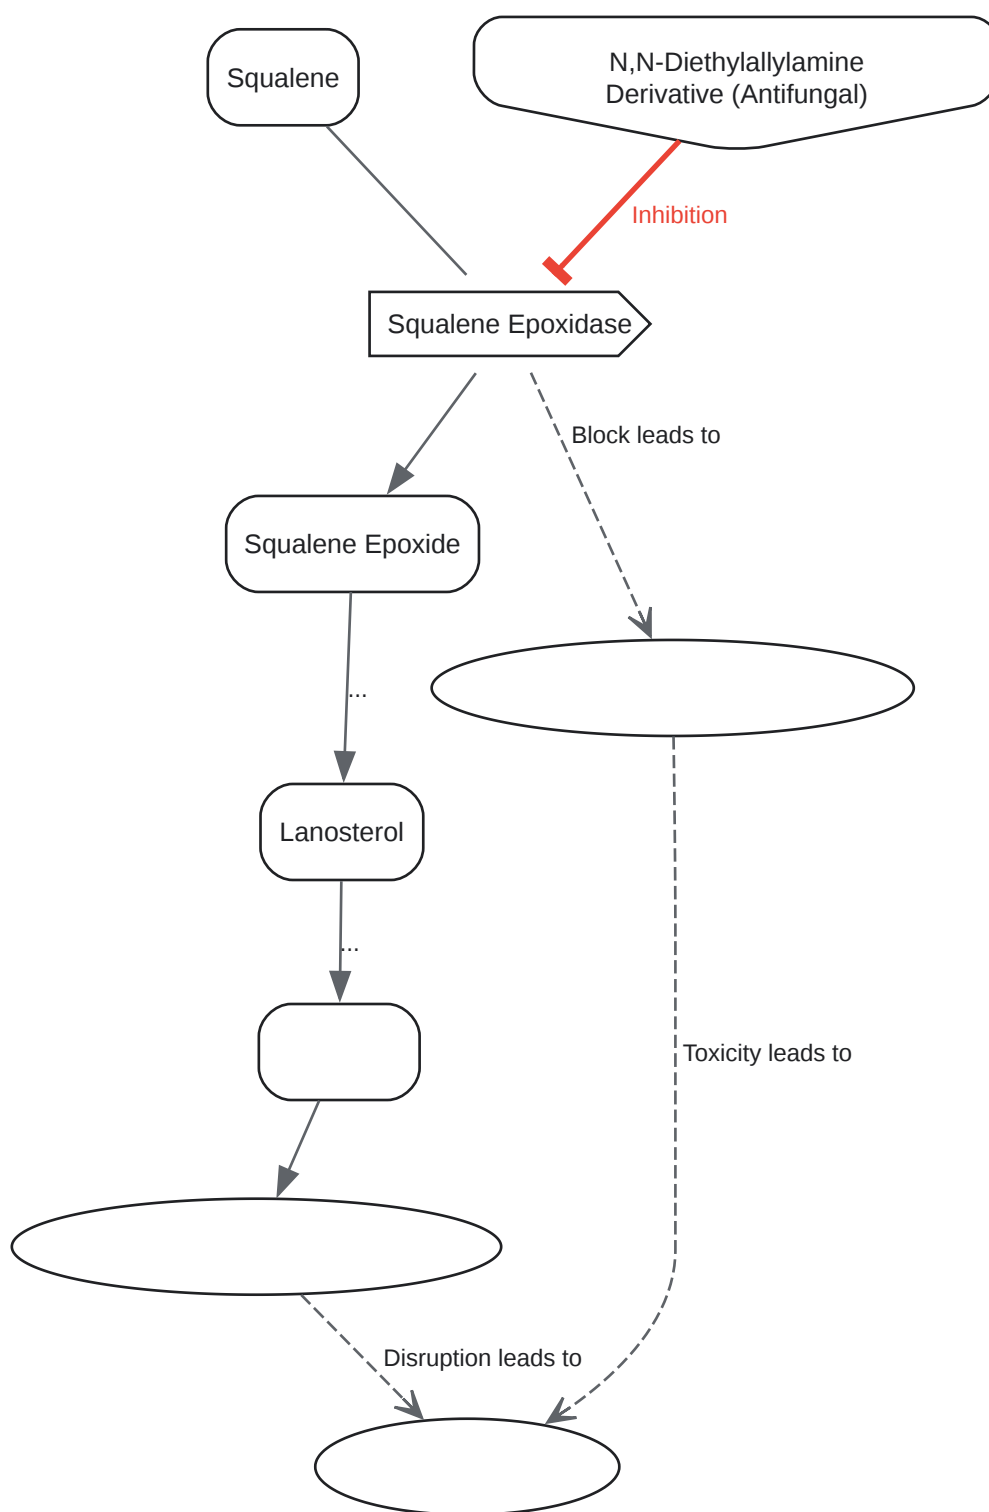 Squalene
N,N-Diethylallylamine
Derivative (Antifungal)
Inhibition
Squalene Epoxidase
Block leads to
Squalene Epoxide
...
Lanosterol
...
Toxicity leads to
Disruption leads to